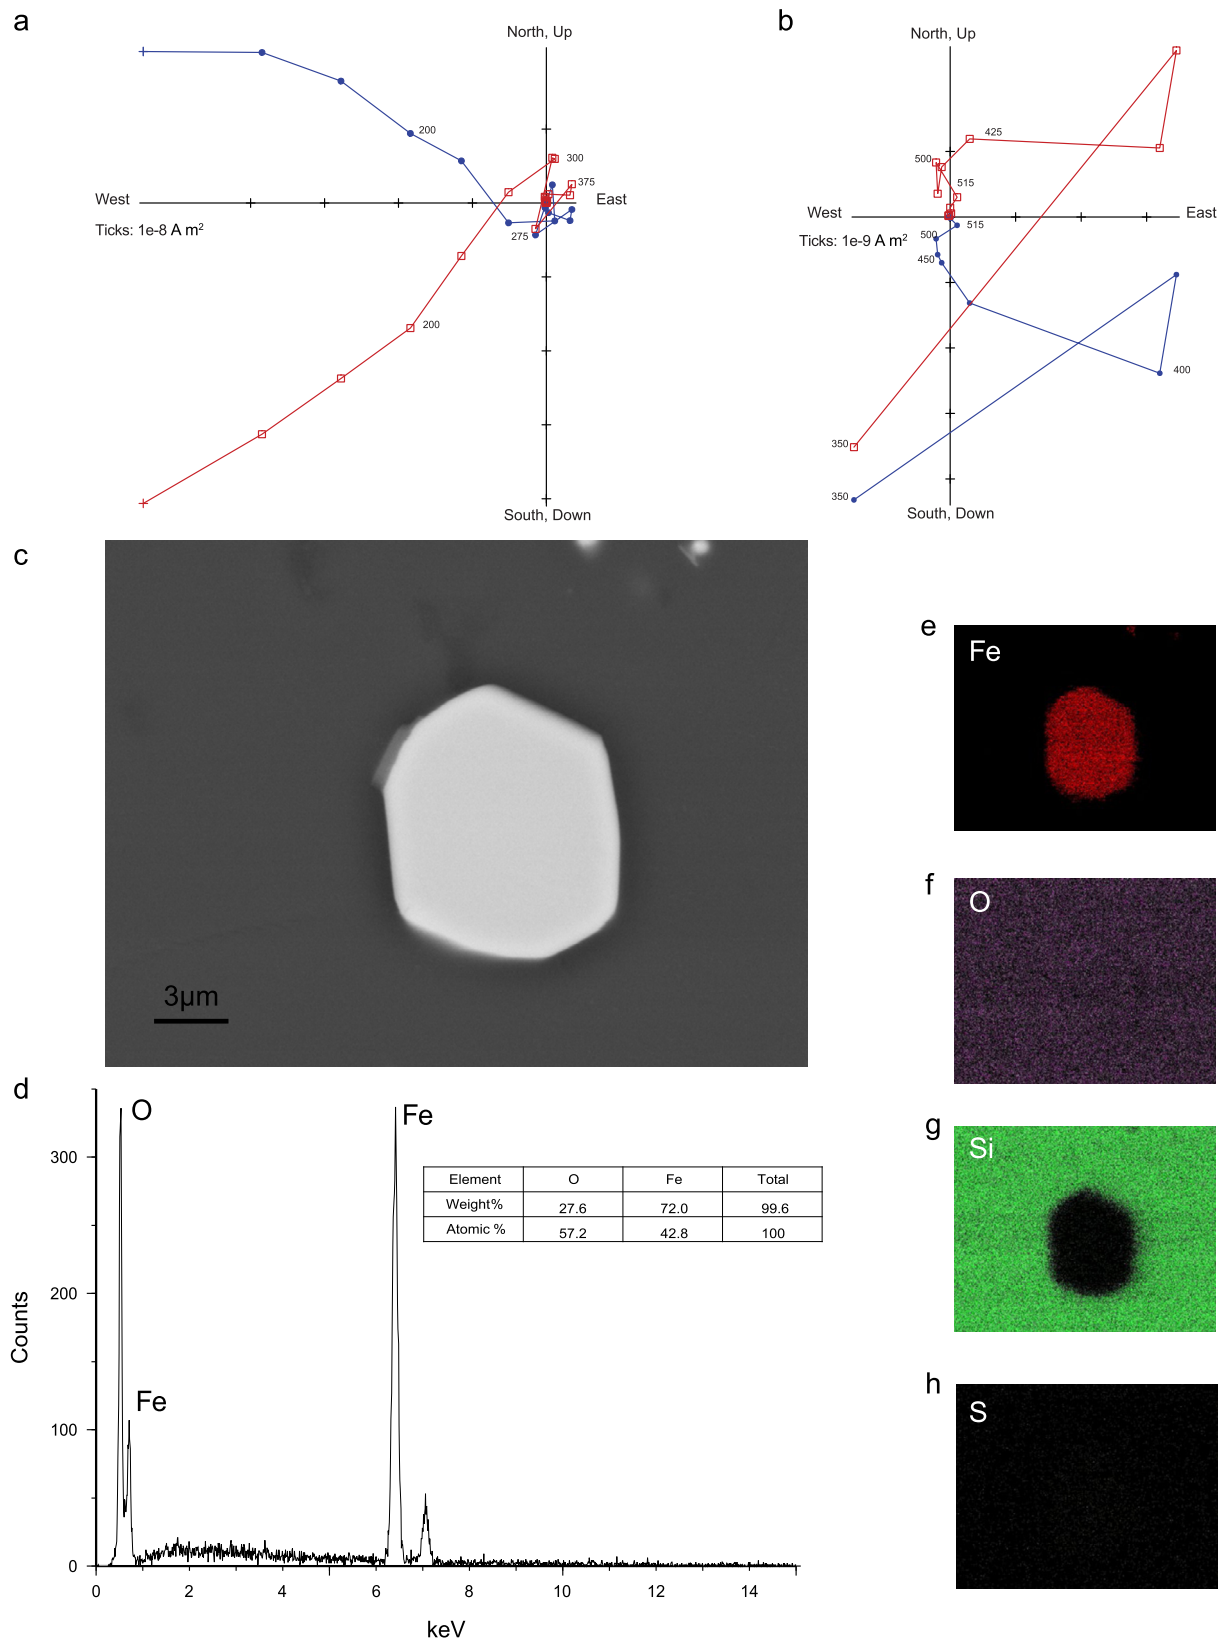 a
North, Up
200
300
375
West
East
Ticks: 1e-8 A m²
275
200
South, Down
b
North, Up
425
500
515
West
East
Ticks: 1e-9 A m²
500
515
450
400
350
350
South, Down
c
3µm
d
O
Fe
Fe
Element O Fe Total
Weight% 27.6 72.0 99.6
Atomic % 57.2 42.8 100
300
200
100
0
Counts
0 2 4 6 8 10 12 14
keV
e
Fe
f
O
g
Si
h
S